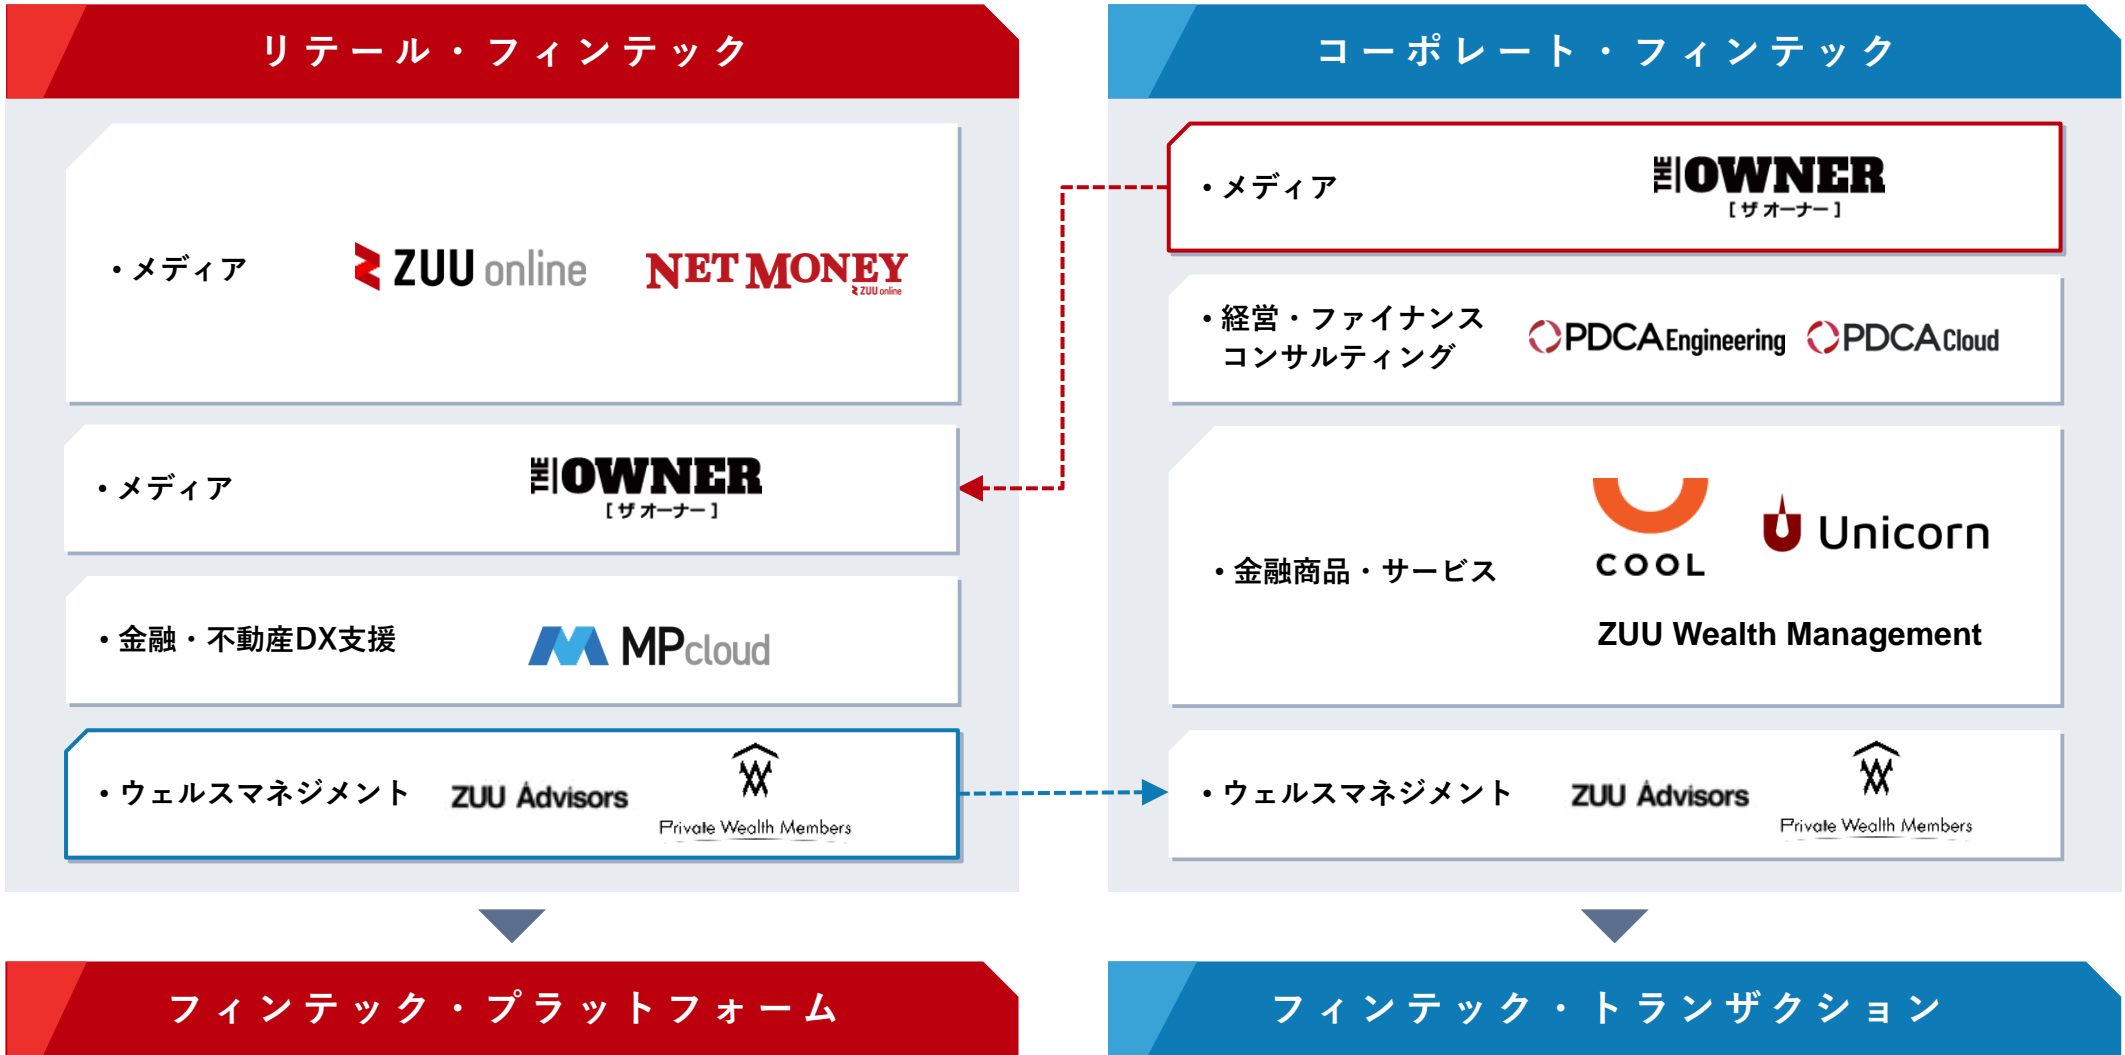 リテール・フィンテック
・メディア
ZUU online
NET MONEY
ZUU online
・メディア
THE OWNER
[ ザ オーナー ]
・金融・不動産DX支援
MPcloud
・ウェルスマネジメント
ZUU Advisors
Private Wealth Members
フィンテック・プラットフォーム
コーポレート・フィンテック
・メディア
THE OWNER
[ ザ オーナー ]
・経営・ファイナンス
コンサルティング
PDCA Engineering
PDCA Cloud
・金融商品・サービス
COOL
Unicorn
ZUU Wealth Management
・ウェルスマネジメント
ZUU Advisors
Private Wealth Members
フィンテック・トランザクション